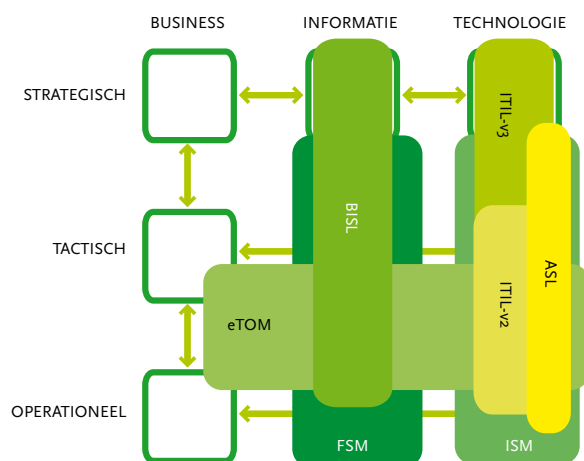 BUSINESS
INFORMATIE
TECHNOLOGIE
STRATEGISCH
ITIL-v3
BISL
TACTISCH
ASL
ITIL-v2
eTOM
OPERATIONEEL
FSM
ISM